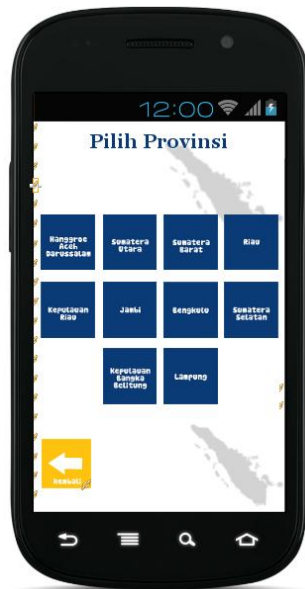 12:00
Pilih Provinsi
Nanggroe
Aceh
Darussalam
Sumatera
Utara
Sumatera
Barat
Riau
Kepulauan
Riau
Jambi
Bengkulu
Sumatera
Selatan
Kepulauan
Bangka
Belitung
Lampung
Kembali